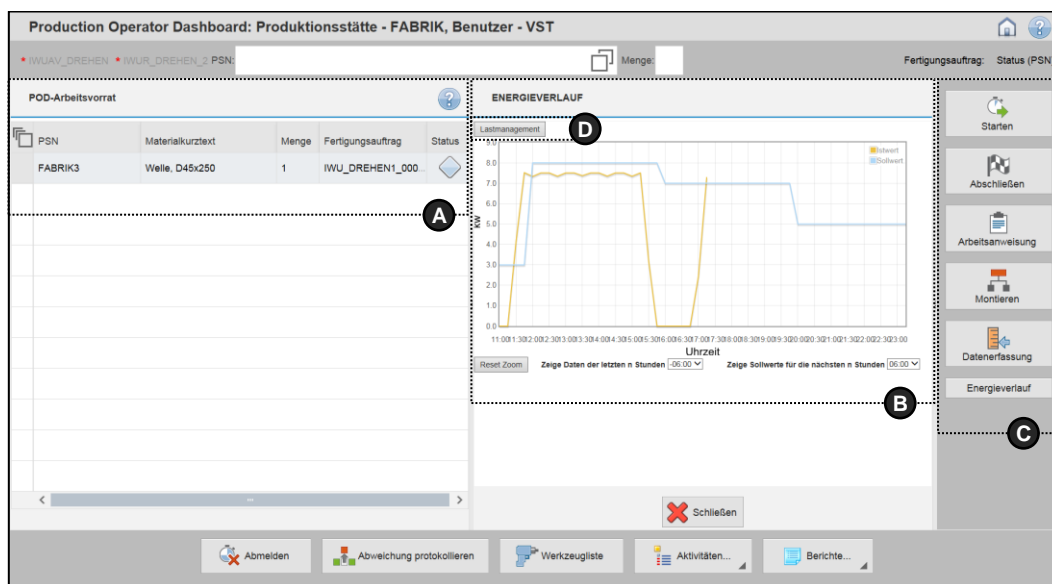 Production Operator Dashboard: Produktionsstätte - FABRIK, Benutzer - VST
* IWUAV_DREHEN * IWUR_DREHEN_2 PSN: Menge: Fertigungsauftrag: Status (PSN)
POD-Arbeitsvorrat
PSN Materialkurztext Menge Fertigungsauftrag Status
FABRIK3 Welle, D45x250 1 IWU_DREHEN1_000...
A
ENERGIEVERLAUF
Lastmanagement
D
Istwert
Sollwert
9.0
8.0
7.0
6.0
5.0
4.0
3.0
2.0
1.0
0.0
kW
11:00 11:30 12:00 12:30 13:00 13:30 14:00 14:30 15:00 15:30 16:00 16:30 17:00 17:30 18:00 18:30 19:00 19:30 20:00 20:30 21:00 21:30 22:00 22:30 23:00
Uhrzeit
Reset Zoom Zeige Daten der letzten n Stunden -06:00 Zeige Sollwerte für die nächsten n Stunden 06:00
B
Schließen
Starten
Abschließen
Arbeitsanweisung
Montieren
Datenerfassung
Energieverlauf
C
Abmelden Abweichung protokollieren Werkzeugliste Aktivitäten... Berichte...